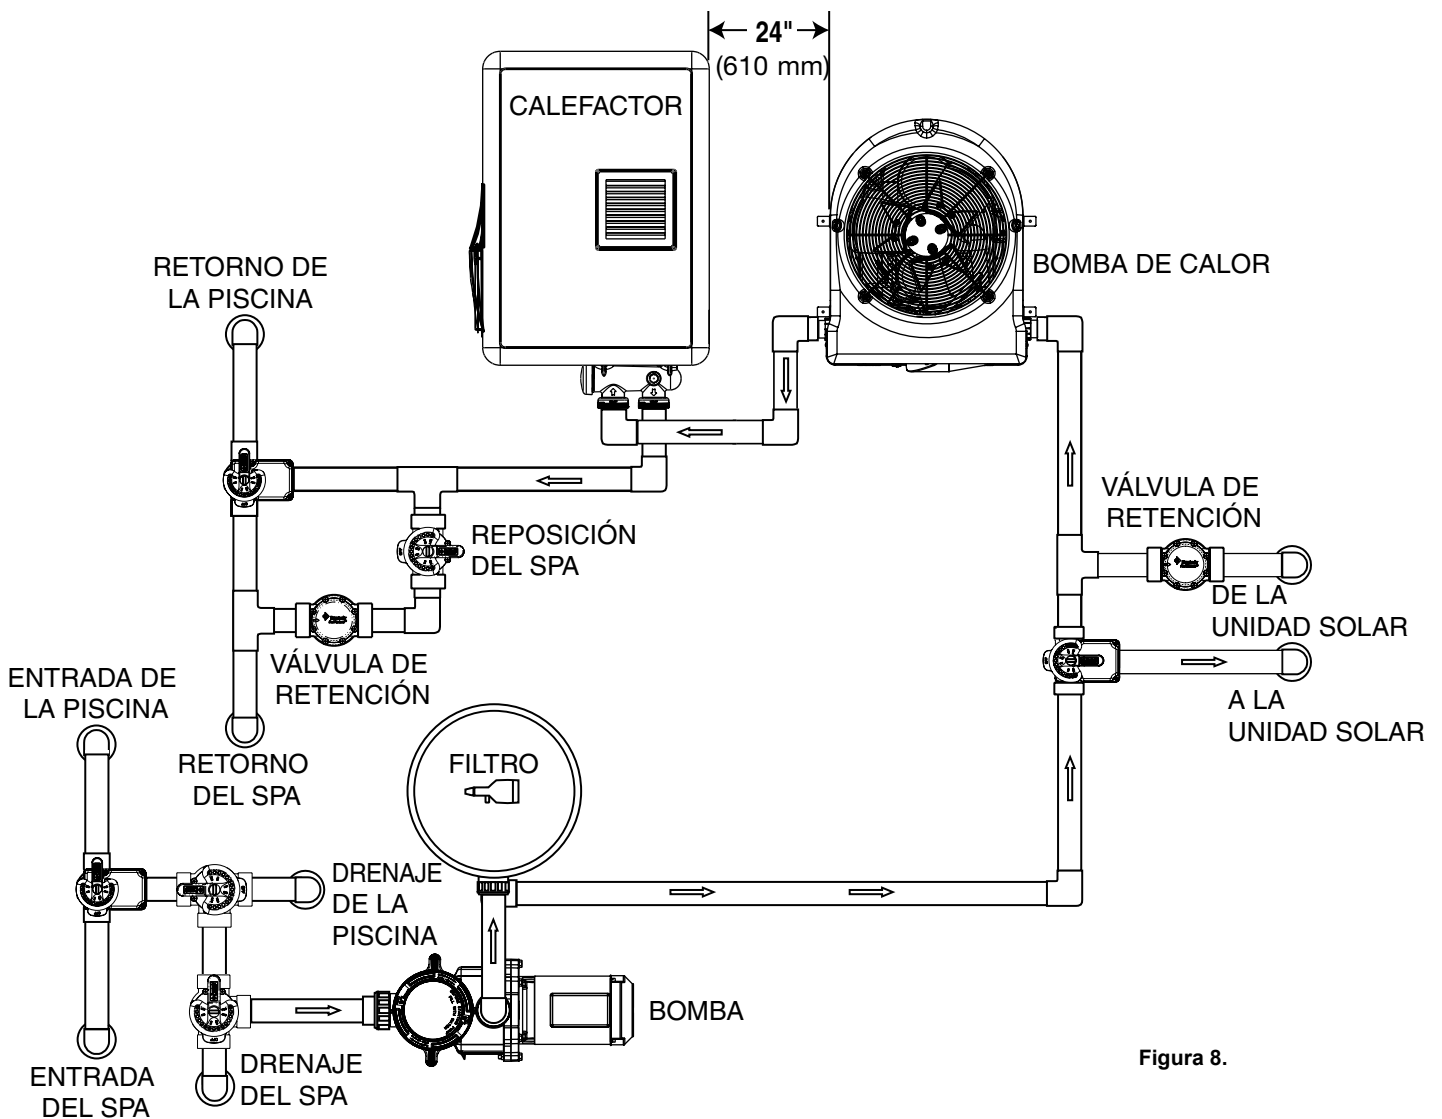 24"
(610 mm)
CALEFACTOR
BOMBA DE CALOR
RETORNO DE
LA PISCINA
VÁLVULA DE
RETENCIÓN
REPOSICIÓN
DEL SPA
DE LA
UNIDAD SOLAR
VÁLVULA DE
RETENCIÓN
ENTRADA DE
LA PISCINA
A LA
UNIDAD SOLAR
RETORNO
DEL SPA
FILTRO
DRENAJE
DE LA
PISCINA
BOMBA
ENTRADA
DEL SPA
DRENAJE
DEL SPA
Figura 8.